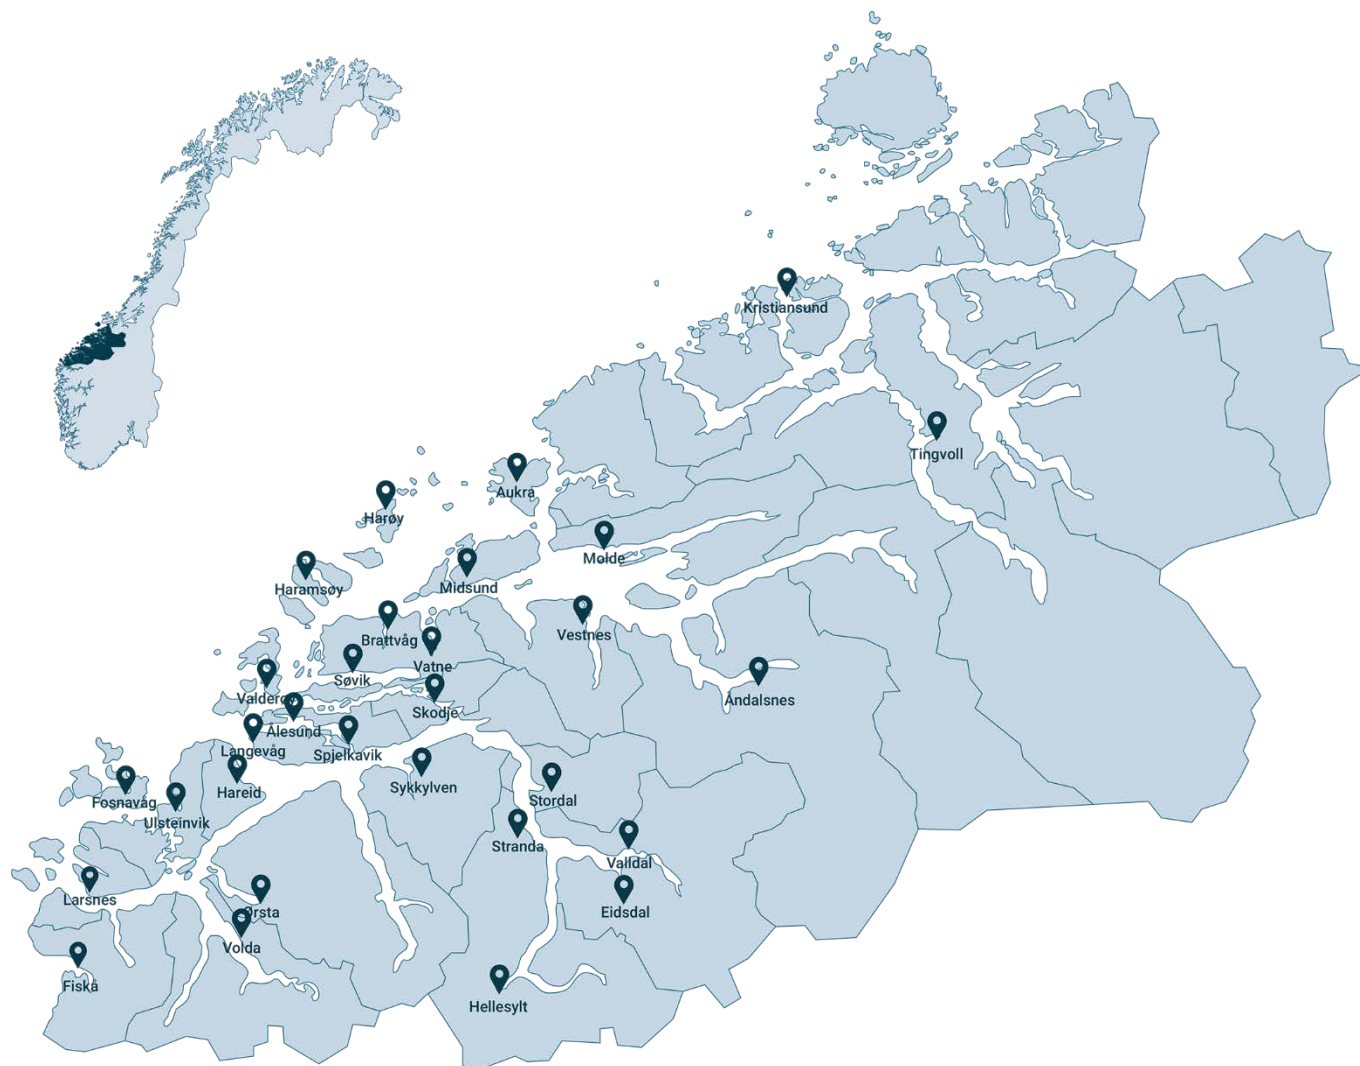 Kristiansund
Tingvoll
Aukra
Harøy
Molde
Midsund
Haramsøy
Vestnes
Brattvåg
Vatne
Søvik
Valderøy
Skodje
Åndalsnes
Ålesund
Langevåg
Spjelkavik
Sykkylven
Hareid
Stordal
Fosnavåg
Ulsteinvik
Stranda
Valldal
Larsnes
Ørsta
Eidsdal
Volda
Fiskå
Hellesylt